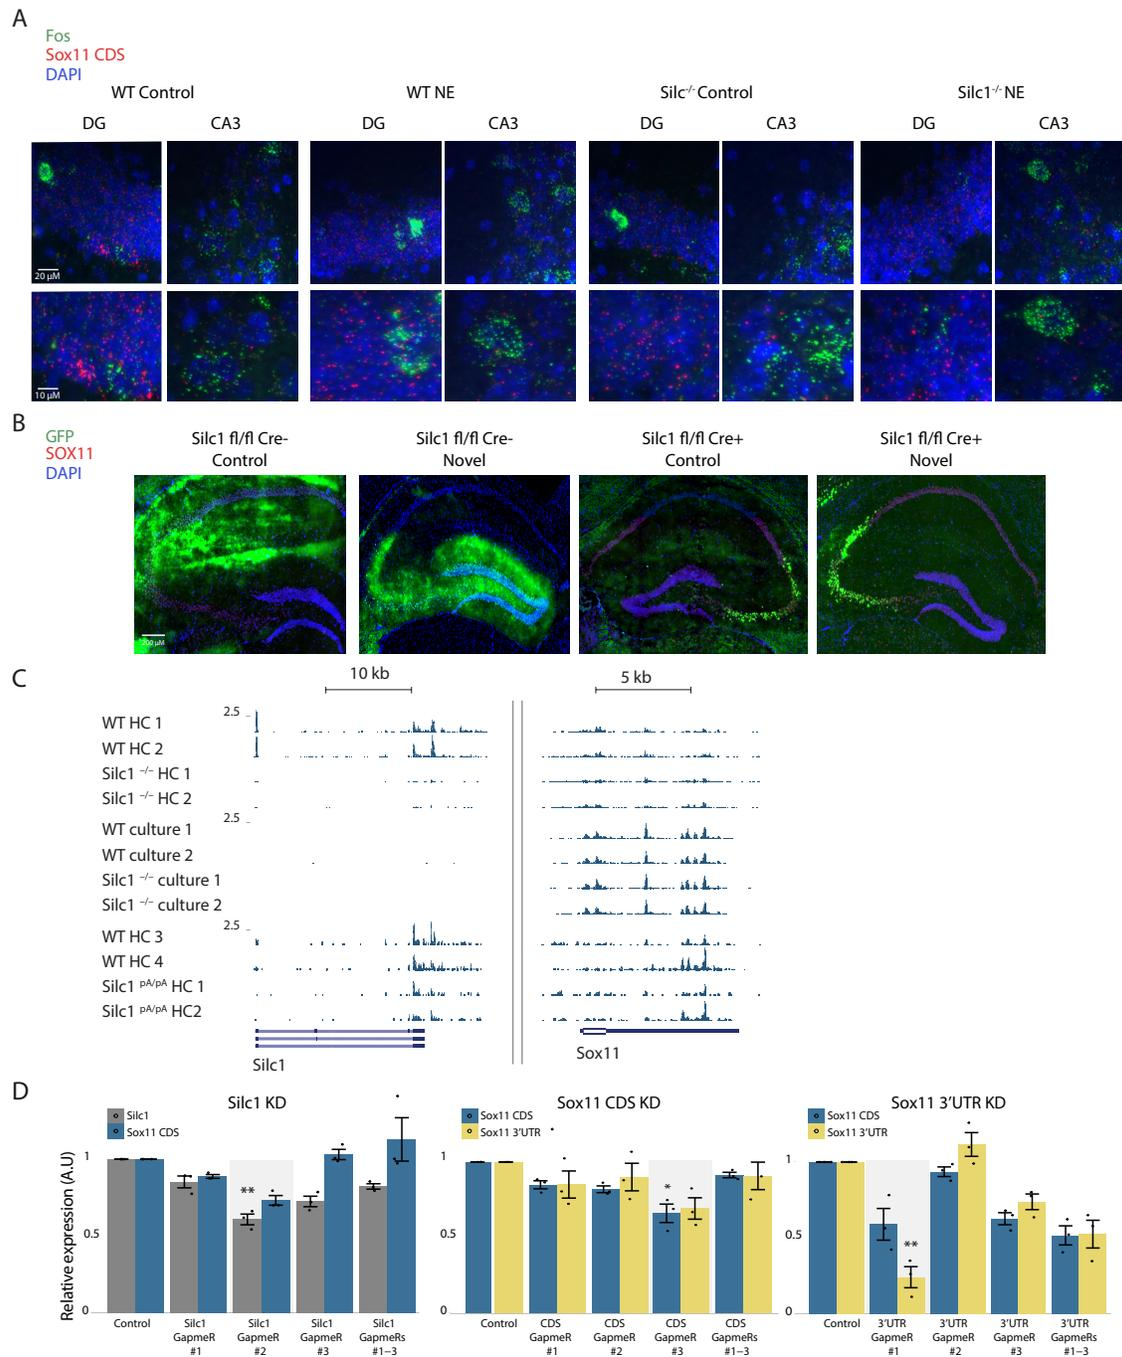 A
Fos
Sox11 CDS
DAPI
WT Control
WT NE
Silc⁻/⁻ Control
Silc1⁻/⁻ NE
DG CA3 DG CA3 DG CA3 DG CA3
20 µM
10 µM
B
GFP
SOX11
DAPI
Silc1 fl/fl Cre-
Control
Silc1 fl/fl Cre-
Novel
Silc1 fl/fl Cre+
Control
Silc1 fl/fl Cre+
Novel
200 µM
C
10 kb
5 kb
2.5
WT HC 1
WT HC 2
Silc1 ⁻/⁻ HC 1
Silc1 ⁻/⁻ HC 2
2.5
WT culture 1
WT culture 2
Silc1 ⁻/⁻ culture 1
Silc1 ⁻/⁻ culture 2
2.5
WT HC 3
WT HC 4
Silc1 pA/pA HC 1
Silc1 pA/pA HC2
Silc1
Sox11
D
Relative expression (A.U)
Silc1 KD
Silc1
Sox11 CDS
1
0.5
0
**
Control
Silc1
GapmeR
#1
Silc1
GapmeR
#2
Silc1
GapmeR
#3
Silc1
GapmeRs
#1–3
Sox11 CDS KD
Sox11 CDS
Sox11 3'UTR
1
0.5
0
*
Control
CDS
GapmeR
#1
CDS
GapmeR
#2
CDS
GapmeR
#3
CDS
GapmeRs
#1–3
Sox11 3'UTR KD
Sox11 CDS
Sox11 3'UTR
1
0.5
0
**
Control
3'UTR
GapmeR
#1
3'UTR
GapmeR
#2
3'UTR
GapmeR
#3
3'UTR
GapmeRs
#1–3